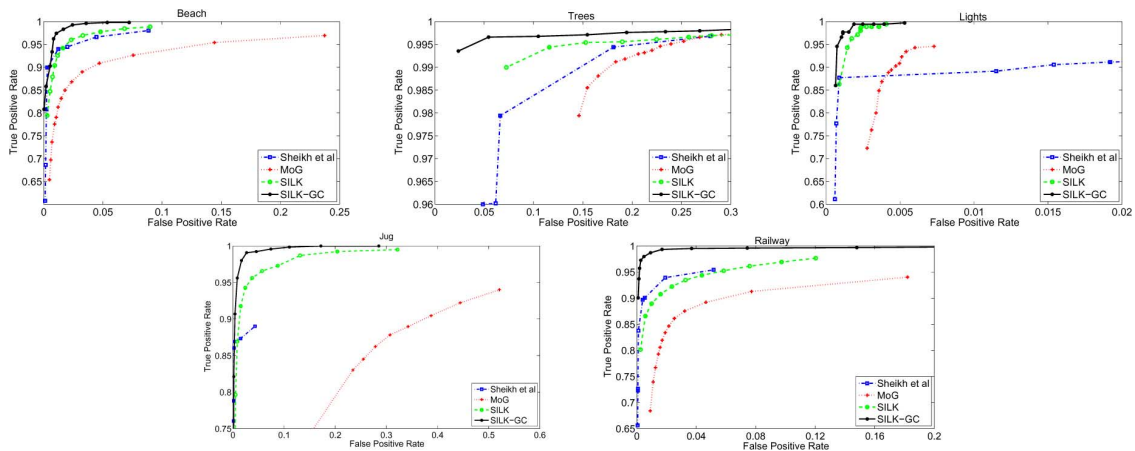 Beach
True Positive Rate
1
0.95
0.9
0.85
0.8
0.75
0.7
0.65
0 0.05 0.1 0.15 0.2 0.25
False Positive Rate
Sheikh et al
MoG
SILK
SILK-GC
Trees
True Positive Rate
1
0.995
0.99
0.985
0.98
0.975
0.97
0.965
0.96
0 0.05 0.1 0.15 0.2 0.25 0.3
False Positive Rate
Sheikh et al
MoG
SILK
SILK-GC
Lights
True Positive Rate
1
0.95
0.9
0.85
0.8
0.75
0.7
0.65
0 0.005 0.01 0.015 0.02
False Positive Rate
Sheikh et al
MoG
SILK
SILK-GC
Jug
True Positive Rate
1
0.95
0.9
0.85
0.8
0.75
0 0.1 0.2 0.3 0.4 0.5 0.6
False Positive Rate
Sheikh et al
MoG
SILK
SILK-GC
Railway
True Positive Rate
1
0.95
0.9
0.85
0.8
0.75
0.7
0.65
0 0.04 0.08 0.12 0.2
False Positive Rate
Sheikh et al
MoG
SILK
SILK-GC